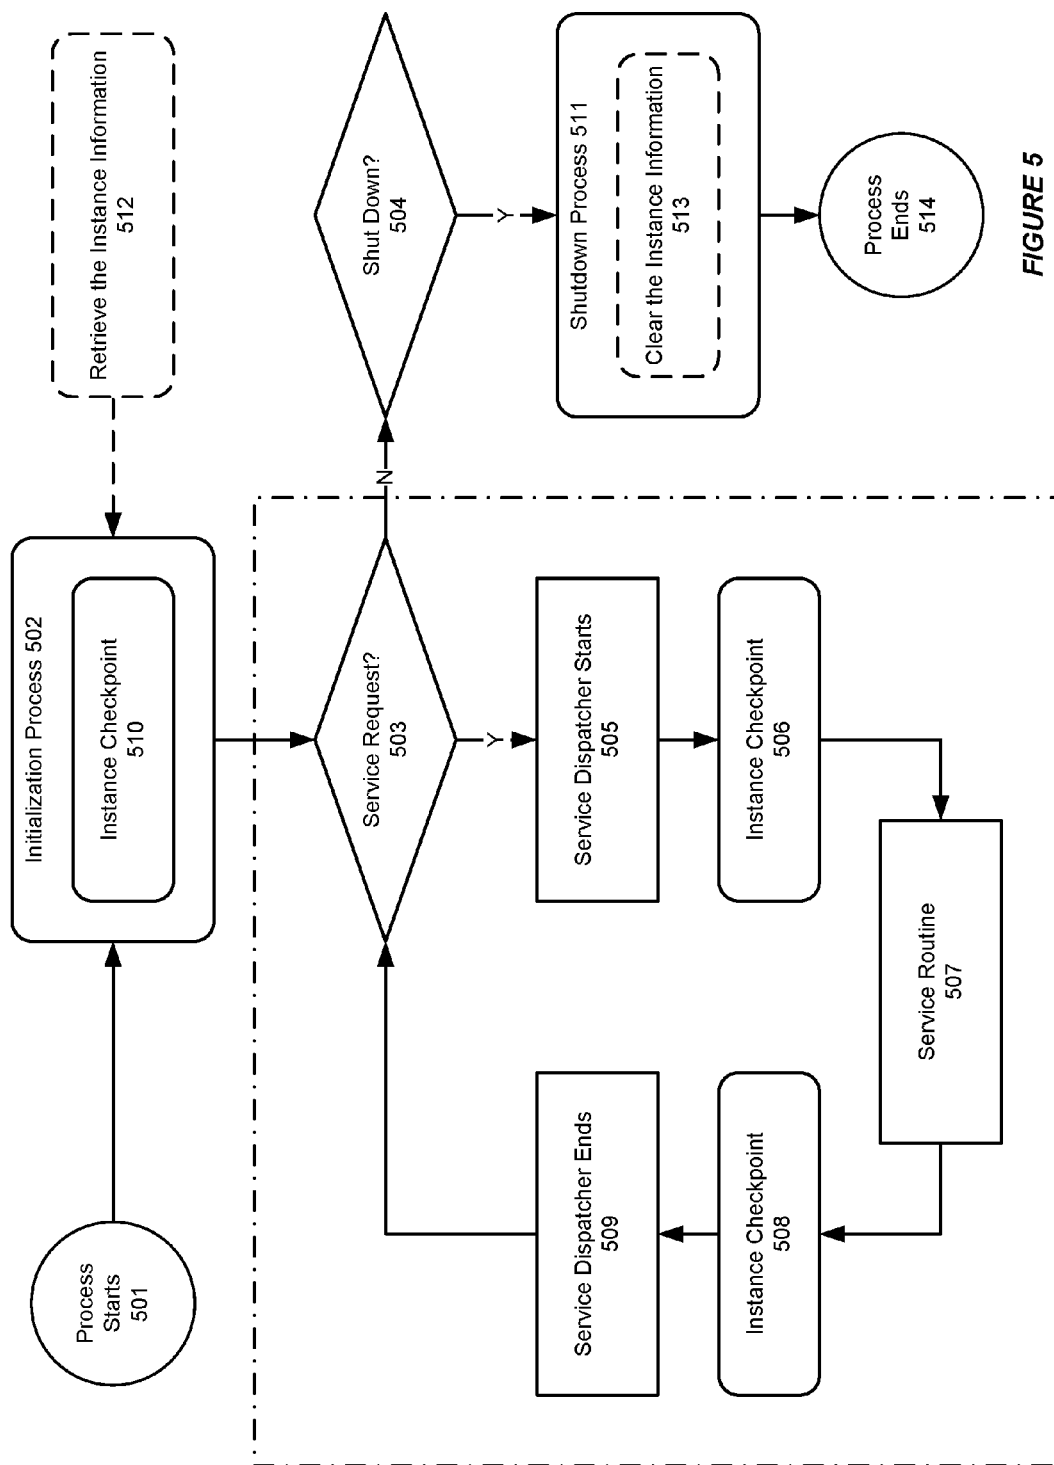 Process
Starts
501
Initialization Process 502
Instance Checkpoint
510
Retrieve the Instance Information
512
Service Request?
503
N
Shut Down?
504
Y
Y
Service Dispatcher Ends
509
Service Dispatcher Starts
505
Shutdown Process 511
Clear the Instance Information
513
Instance Checkpoint
508
Instance Checkpoint
506
Process
Ends
514
Service Routine
507
FIGURE 5